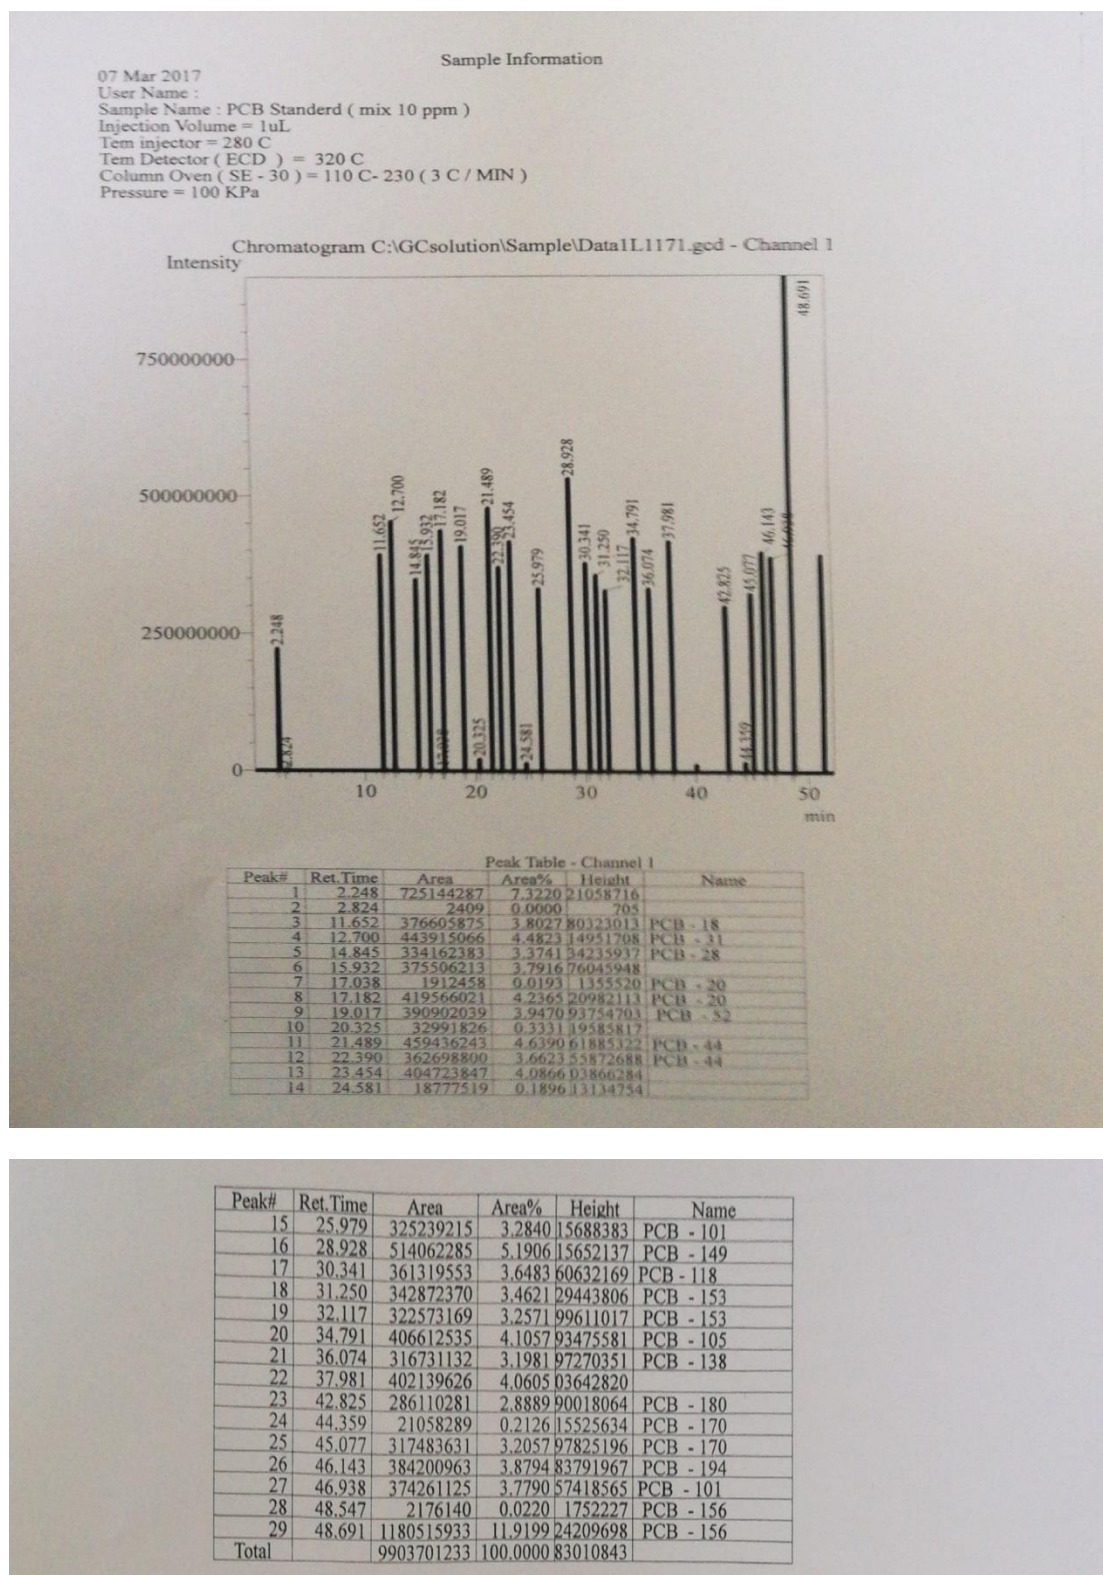 Sample Information
07 Mar 2017
User Name :
Sample Name : PCB Standerd ( mix 10 ppm )
Injection Volume = 1uL
Tem injector = 280 C
Tem Detector ( ECD ) = 320 C
Column Oven ( SE - 30 ) = 110 C- 230 ( 3 C / MIN )
Pressure = 100 KPa
Chromatogram C:\GCsolution\Sample\Data1L1171.gcd - Channel 1
Intensity
750000000
500000000
250000000
0
2.248
2.824
11.652
12.700
14.845
15.932
17.038
17.182
19.017
20.325
21.489
22.390
23.454
24.581
25.979
28.928
30.341
31.250
32.117
34.791
36.074
37.981
42.825
44.359
45.077
46.143
46.938
48.691
10 20 30 40 50
min
Peak Table - Channel 1
Peak# Ret.Time Area Area% Height Name
1 2.248 725144287 7.3220 21058716
2 2.824 2409 0.0000 705
3 11.652 376605875 3.8027 80323013 PCB - 18
4 12.700 443915066 4.4823 14951708 PCB - 31
5 14.845 334162383 3.3741 34235937 PCB - 28
6 15.932 375506213 3.7916 76045948
7 17.038 1912458 0.0193 1355520 PCB - 20
8 17.182 419566021 4.2365 20982113 PCB - 20
9 19.017 390902039 3.9470 93754703 PCB - 52
10 20.325 32991826 0.3331 19585817
11 21.489 459436243 4.6390 61885322 PCB - 44
12 22.390 362698800 3.6623 55872688 PCB - 44
13 23.454 404723847 4.0866 03866284
14 24.581 18777519 0.1896 13134754
Peak# Ret.Time Area Area% Height Name
15 25.979 325239215 3.2840 15688383 PCB - 101
16 28.928 514062285 5.1906 15652137 PCB - 149
17 30.341 361319553 3.6483 60632169 PCB - 118
18 31.250 342872370 3.4621 29443806 PCB - 153
19 32.117 322573169 3.2571 99611017 PCB - 153
20 34.791 406612535 4.1057 93475581 PCB - 105
21 36.074 316731132 3.1981 97270351 PCB - 138
22 37.981 402139626 4.0605 03642820
23 42.825 286110281 2.8889 90018064 PCB - 180
24 44.359 21058289 0.2126 15525634 PCB - 170
25 45.077 317483631 3.2057 97825196 PCB - 170
26 46.143 384200963 3.8794 83791967 PCB - 194
27 46.938 374261125 3.7790 57418565 PCB - 101
28 48.547 2176140 0.0220 1752227 PCB - 156
29 48.691 1180515933 11.9199 24209698 PCB - 156
Total 9903701233 100.0000 83010843